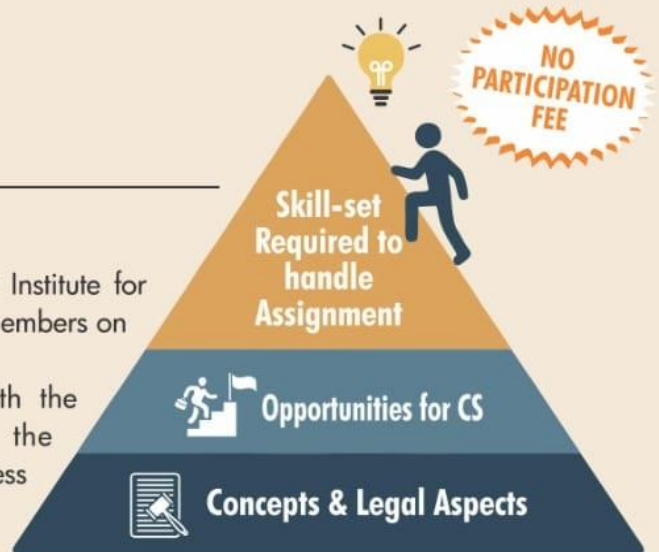 NO
PARTICIPATION
FEE
Skill-set
Required to
handle
Assignment
Institute for
members on
th the
the
ess
Opportunities for CS
Concepts & Legal Aspects